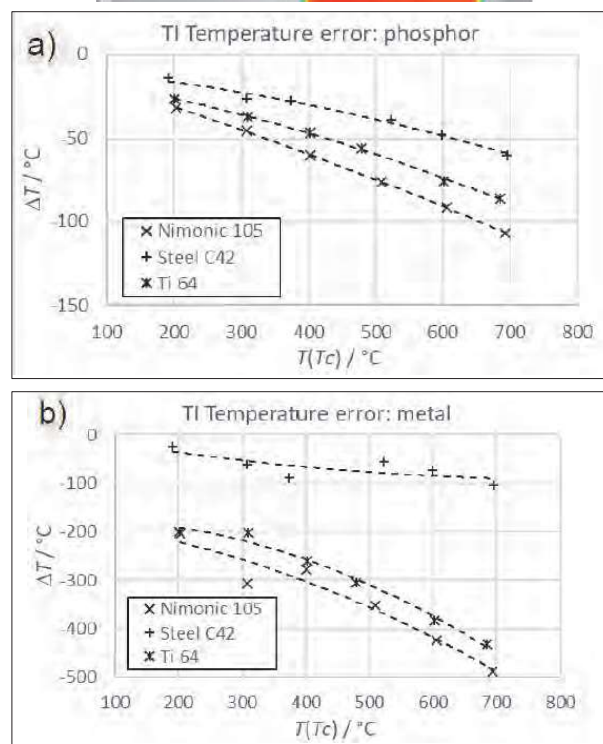 a)
TI Temperature error: phosphor
0
-50
-100
-150
ΔT / °C
× Nimonic 105
+ Steel C42
ж Ti 64
100 200 300 400 500 600 700 800
T(Tc) / °C
b)
TI Temperature error: metal
0
-100
-200
-300
-400
-500
ΔT / °C
× Nimonic 105
+ Steel C42
ж Ti 64
100 200 300 400 500 600 700 800
T(Tc) / °C